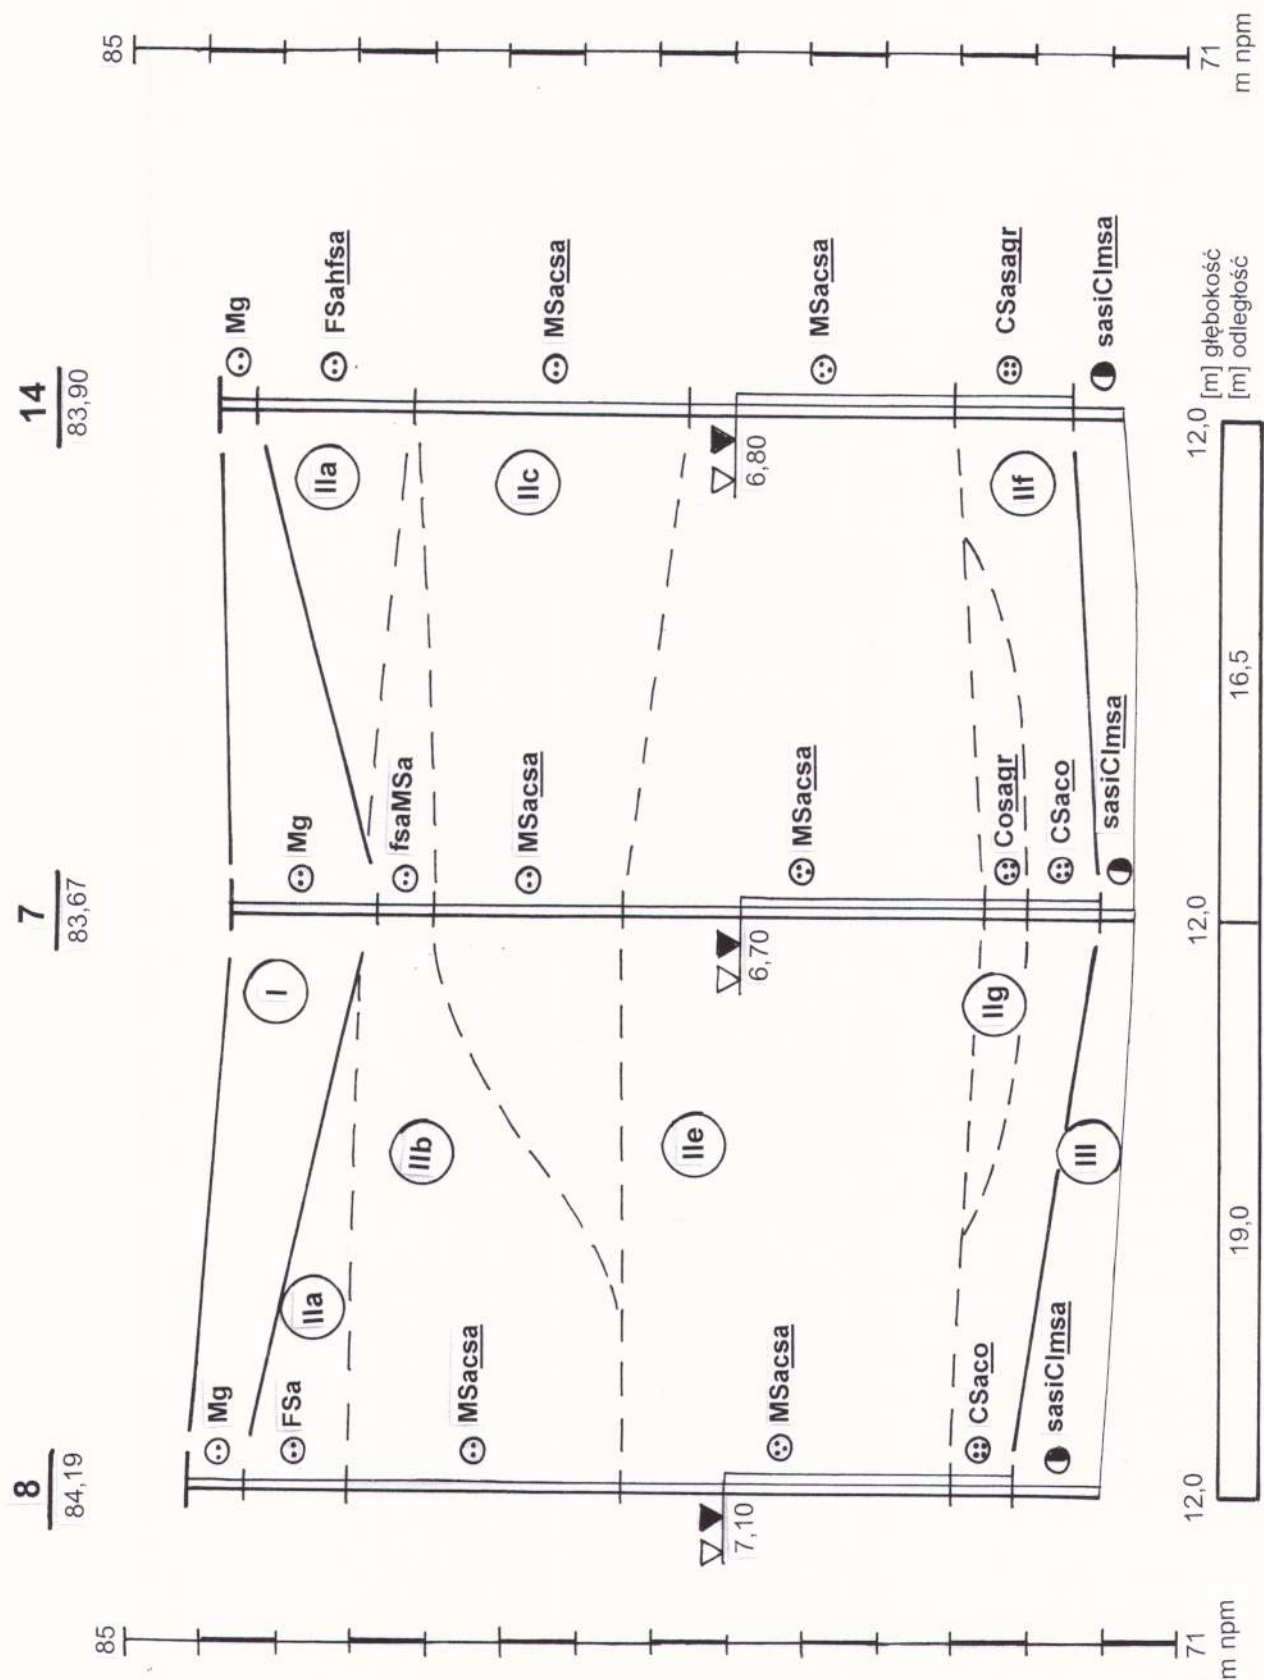 8
84,19
7
83,67
14
83,90
85
85
Mg
FSa
MSacsa
MSacsa
CSaco
sasiClmsa
Mg
fsaMSa
MSacsa
MSacsa
Cosagr
CSaco
sasiClmsa
Mg
FSahfsa
MSacsa
MSacsa
CSasagr
sasiClmsa
I
IIa
IIa
IIb
IIc
IIe
IIg
IIf
III
7,10
6,70
6,80
71
m npm
71
m npm
12,0
12,0
12,0
[m] głębokość
19,0
16,5
[m] odległość